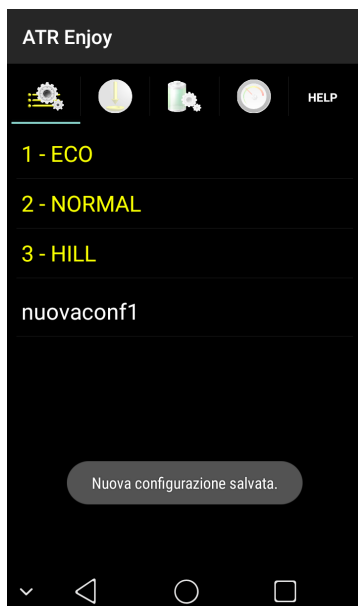 ATR Enjoy
HELP
1 - ECO
2 - NORMAL
3 - HILL
nuovaconf1
Nuova configurazione salvata.